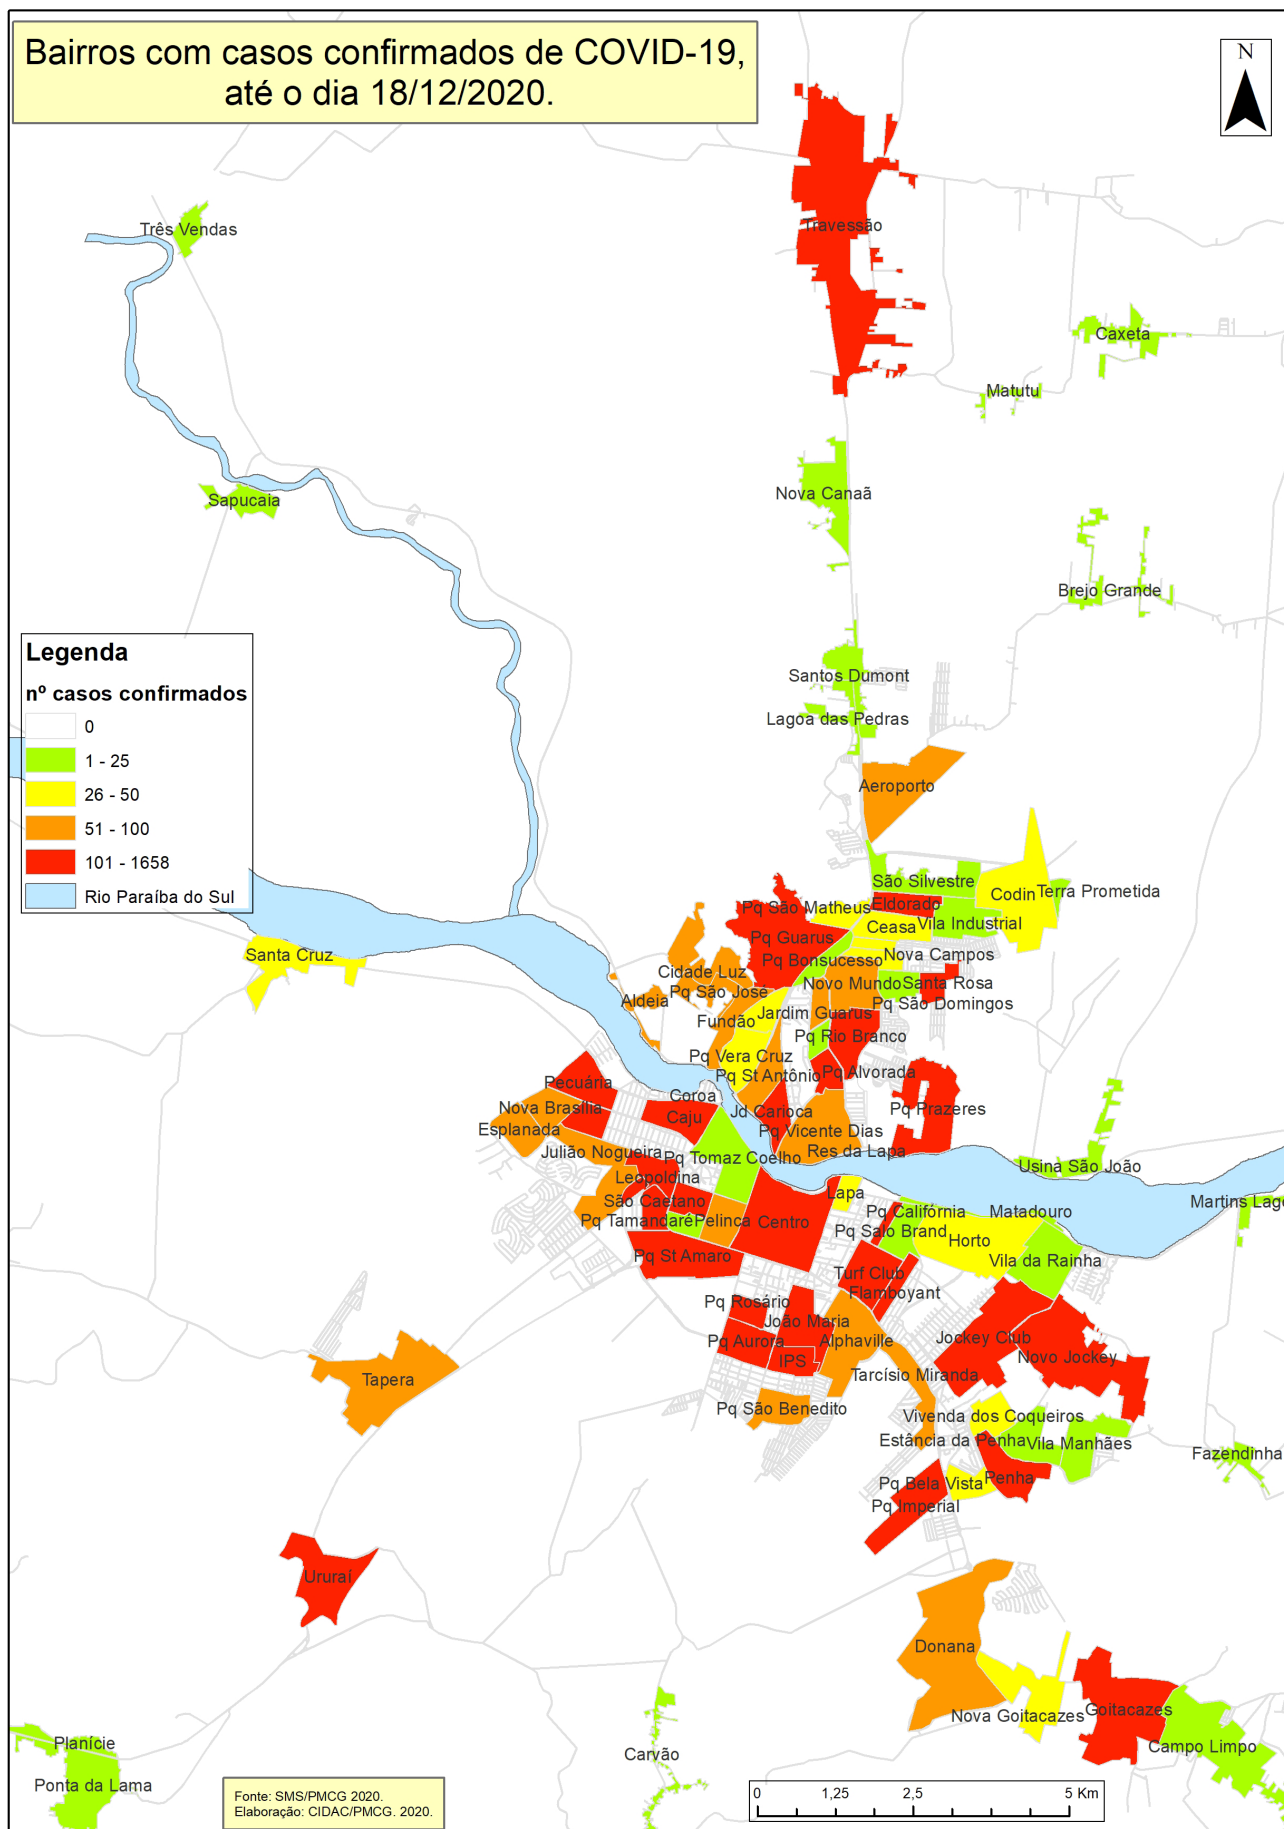 Bairros com casos confirmados de COVID-19,
até o dia 18/12/2020.
N
Três Vendas
Travessão
Caxeta
Matutu
Nova Canaã
Sapucaia
Brejo Grande
Legenda
nº casos confirmados
0
1 - 25
26 - 50
51 - 100
101 - 1658
Rio Paraíba do Sul
Santos Dumont
Lagoa das Pedras
Aeroporto
São Silvestre
Codin
Terra Prometida
Eldorado
Pq São Matheus
Ceasa
Vila Industrial
Pq Guarus
Santa Cruz
Nova Campos
Pq Bonsucesso
Cidade Luz
Novo Mundo
Santa Rosa
Pq São José
Aldeia
Pq São Domingos
Jardim Guarus
Fundão
Pq Rio Branco
Pq Vera Cruz
Pq St Antônio
Pq Alvorada
Pecuária
Coroa
Nova Brasília
Caju
Jd Carioca
Pq Prazeres
Esplanada
Pq Vicente Dias
Julião Nogueira
Pq Tomaz Coelho
Res da Lapa
Usina São João
Leopoldina
Lapa
São Caetano
Martins Lage
Pq Califórnia
Matadouro
Pq Tamandaré
Pelinca
Centro
Pq Salo Brand
Horto
Pq St Amaro
Vila da Rainha
Turf Club
Flamboyant
Pq Rosário
João Maria
Pq Aurora
Alphaville
Jockey Club
IPS
Novo Jockey
Tapera
Tarcísio Miranda
Pq São Benedito
Vivenda dos Coqueiros
Estância da Penha
Vila Manhães
Fazendinha
Pq Bela Vista
Penha
Pq Imperial
Ururaí
Donana
Nova Goitacazes
Goitacazes
Planície
Carvão
Campo Limpo
Ponta da Lama
Fonte: SMS/PMCG 2020.
Elaboração: CIDAC/PMCG. 2020.
0 1,25 2,5 5 Km